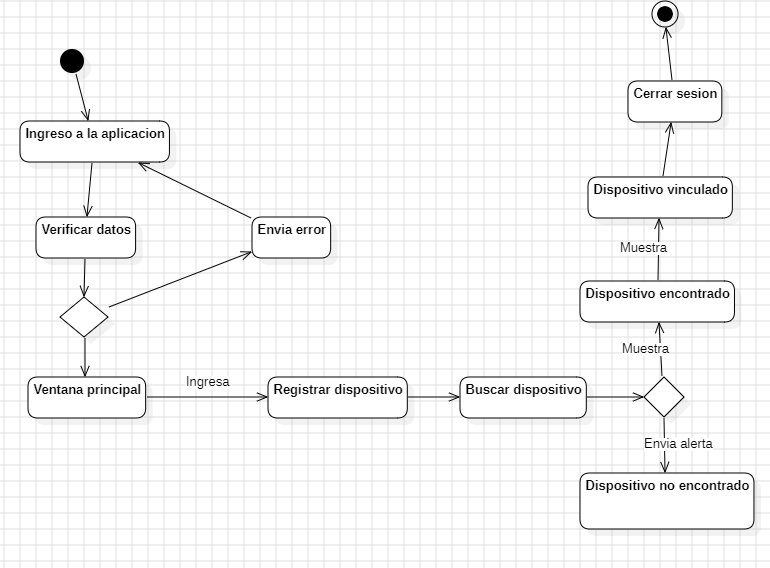 Cerrar sesion
Ingreso a la aplicacion
Dispositivo vinculado
Verificar datos
Envia error
Muestra
Dispositivo encontrado
Muestra
Ingresa
Ventana principal
Registrar dispositivo
Buscar dispositivo
Envia alerta
Dispositivo no encontrado